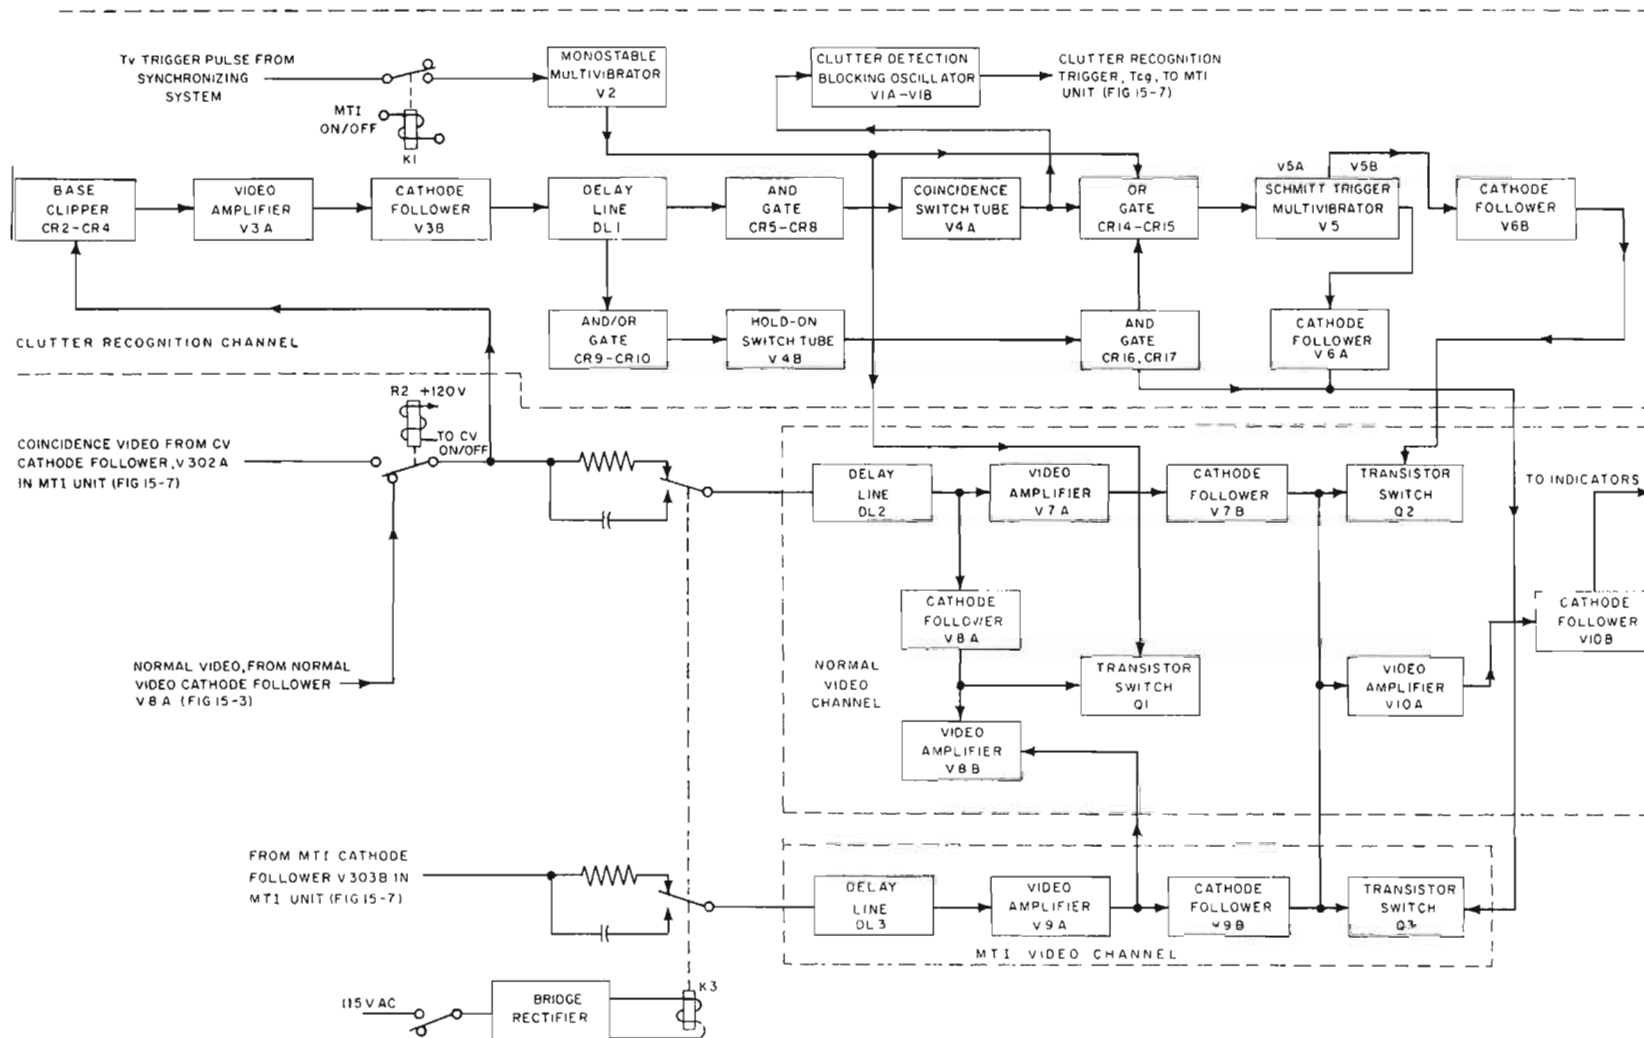 Tv TRIGGER PULSE FROM
SYNCHRONIZING
SYSTEM
MTI
ON/OFF
K1
MONOSTABLE
MULTIVIBRATOR
V2
CLUTTER DETECTION
BLOCKING OSCILLATOR
V1A-V1B
CLUTTER RECOGNITION
TRIGGER, Tcg, TO MTI
UNIT (FIG 15-7)
BASE
CLIPPER
CR2-CR4
VIDEO
AMPLIFIER
V3A
CATHODE
FOLLOWER
V3B
DELAY
LINE
DL1
AND
GATE
CR5-CR8
COINCIDENCE
SWITCH TUBE
V4A
OR
GATE
CR14-CR15
V5A
V5B
SCHMITT TRIGGER
MULTIVIBRATOR
V5
CATHODE
FOLLOWER
V6B
AND/OR
GATE
CR9-CR10
HOLD-ON
SWITCH TUBE
V4B
AND
GATE
CR16, CR17
CATHODE
FOLLOWER
V6A
CLUTTER RECOGNITION CHANNEL
R2 +120V
TO CV
ON/OFF
COINCIDENCE VIDEO FROM CV
CATHODE FOLLOWER, V302A
IN MTI UNIT (FIG 15-7)
DELAY
LINE
DL2
VIDEO
AMPLIFIER
V7A
CATHODE
FOLLOWER
V7B
TRANSISTOR
SWITCH
Q2
TO INDICATORS
CATHODE
FOLLOWER
V8A
CATHODE
FOLLOWER
V10B
NORMAL VIDEO, FROM NORMAL
VIDEO CATHODE FOLLOWER
V8A (FIG 15-3)
NORMAL
VIDEO
CHANNEL
TRANSISTOR
SWITCH
Q1
VIDEO
AMPLIFIER
V10A
VIDEO
AMPLIFIER
V8B
FROM MTI CATHODE
FOLLOWER V303B IN
MTI UNIT (FIG 15-7)
DELAY
LINE
DL3
VIDEO
AMPLIFIER
V9A
CATHODE
FOLLOWER
V9B
TRANSISTOR
SWITCH
Q3
MTI VIDEO CHANNEL
115 V AC
BRIDGE
RECTIFIER
K3